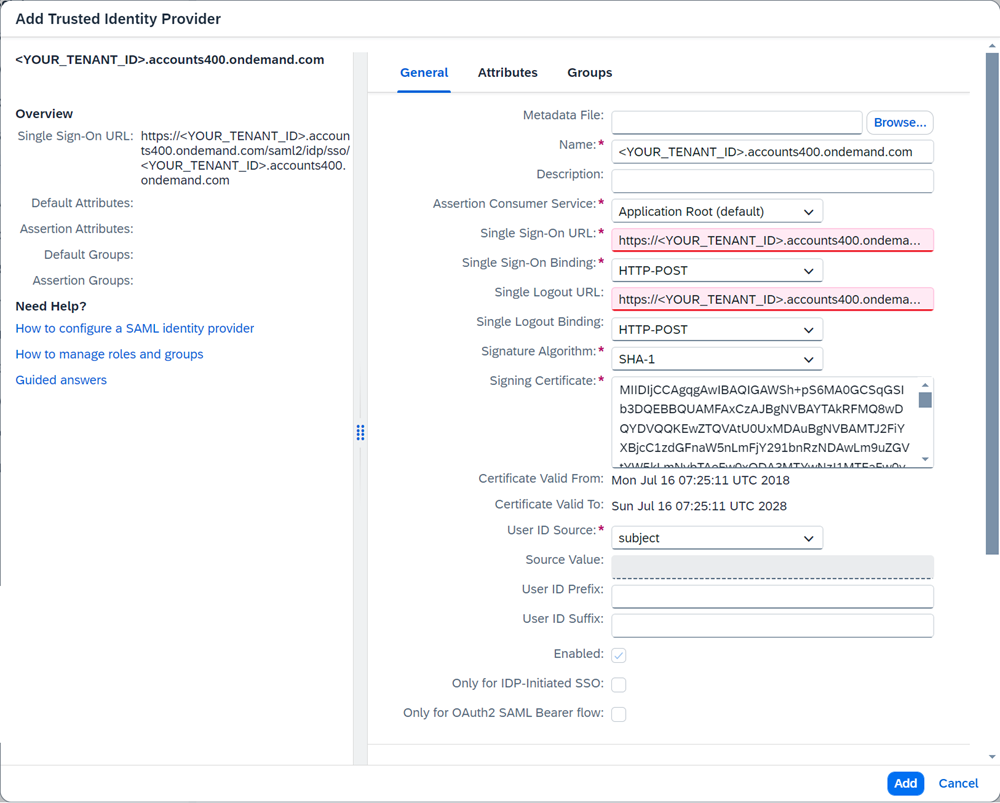 Add Trusted Identity Provider
<YOUR_TENANT_ID>.accounts400.ondemand.com
Overview
Single Sign-On URL: https://<YOUR_TENANT_ID>.accoun
ts400.ondemand.com/saml2/idp/sso/
<YOUR_TENANT_ID>.accounts400.
ondemand.com
Default Attributes:
Assertion Attributes:
Default Groups:
Assertion Groups:
Need Help?
How to configure a SAML identity provider
How to manage roles and groups
Guided answers
General Attributes Groups
Metadata File: Browse...
Name:* <YOUR_TENANT_ID>.accounts400.ondemand.com
Description:
Assertion Consumer Service:* Application Root (default)
Single Sign-On URL:* https://<YOUR_TENANT_ID>.accounts400.ondema...
Single Sign-On Binding:* HTTP-POST
Single Logout URL: https://<YOUR_TENANT_ID>.accounts400.ondema...
Single Logout Binding: HTTP-POST
Signature Algorithm:* SHA-1
Signing Certificate:* MIIDIjCCAgqgAwIBAQIGAWSh+pS6MA0GCSqGSI
b3DQEBBQUAMFAxCzAJBgNVBAYTAkRFMQ8wD
QYDVQQKEwZTQVAtU0UxMDAuBgNVBAMTJ2FiY
XBjcC1zdGFnaW5nLmFjY291bnRzNDAwLm9uZGV
Certificate Valid From: Mon Jul 16 07:25:11 UTC 2018
Certificate Valid To: Sun Jul 16 07:25:11 UTC 2028
User ID Source:* subject
Source Value:
User ID Prefix:
User ID Suffix:
Enabled:
Only for IDP-Initiated SSO:
Only for OAuth2 SAML Bearer flow:
Add Cancel